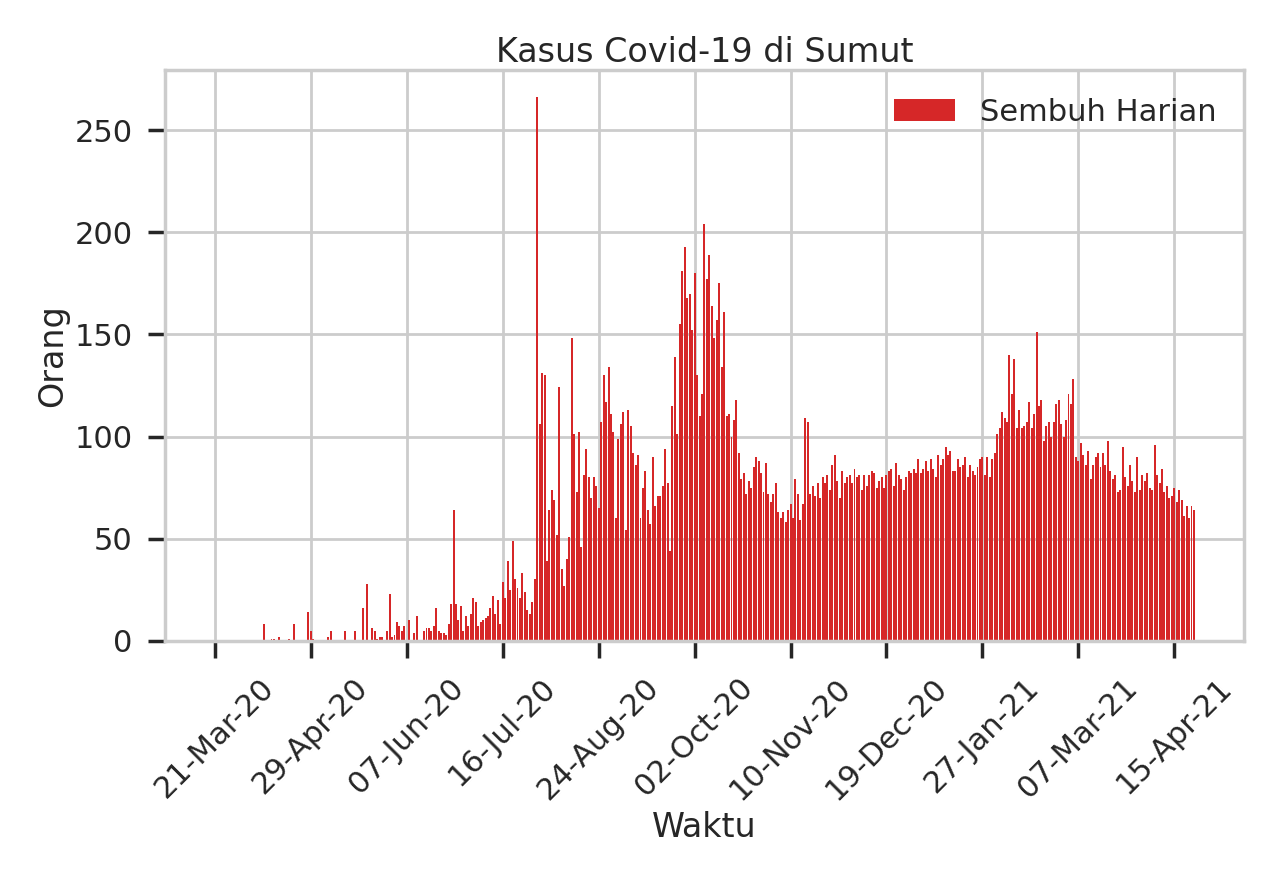 Kasus Covid-19 di Sumut
Sembuh Harian
Orang
250
200
150
100
50
0
21-Mar-20
29-Apr-20
07-Jun-20
16-Jul-20
24-Aug-20
02-Oct-20
10-Nov-20
19-Dec-20
27-Jan-21
07-Mar-21
15-Apr-21
Waktu